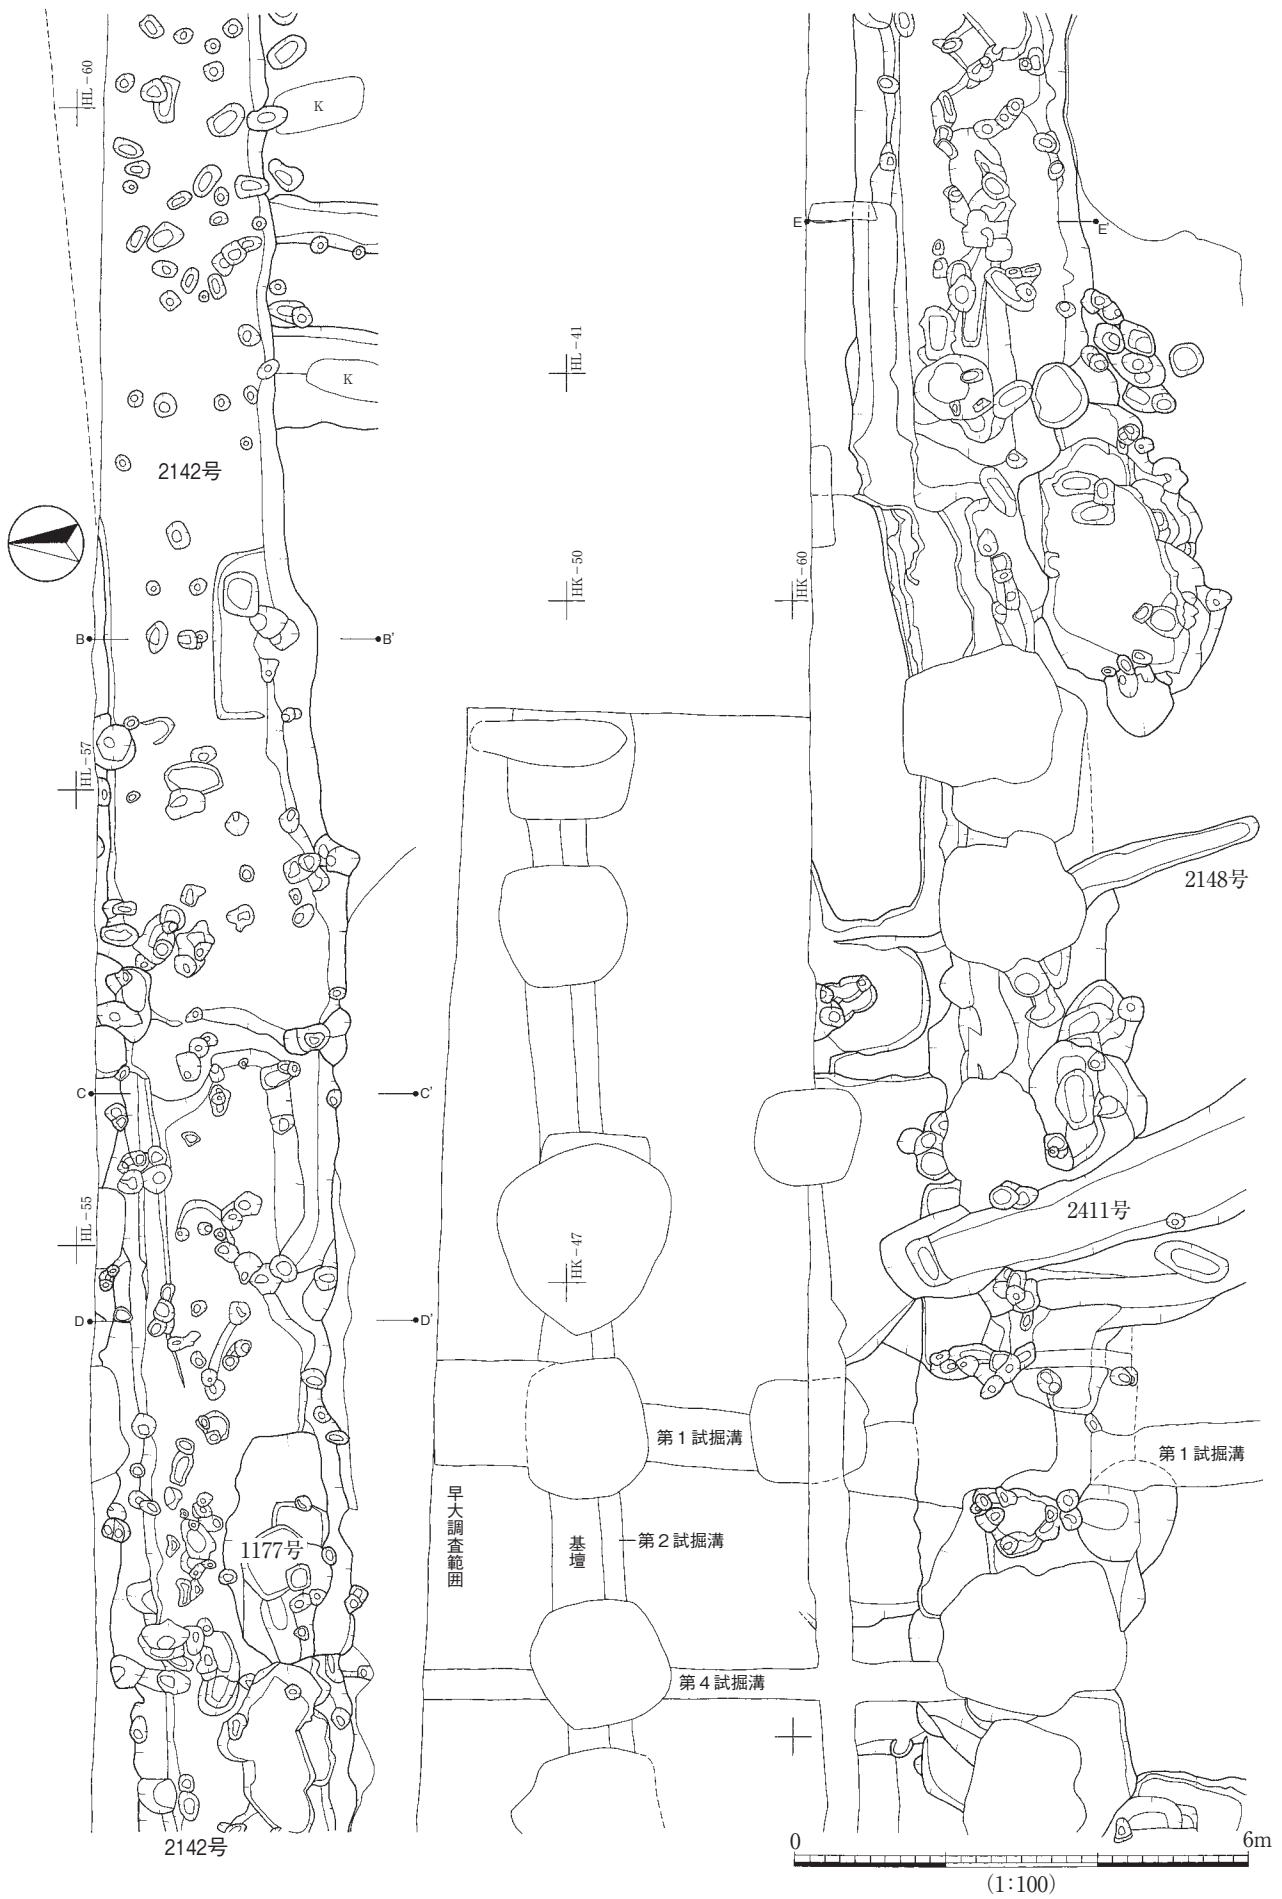 HL-60
K
E
E'
HL-41
K
2142号
HK-50
HK-60
B
B'
HL-57
2148号
C
C'
2411号
HL-55
HK-47
D
D'
第1試掘溝
第1試掘溝
早大調査範囲
基壇
第2試掘溝
1177号
第4試掘溝
2142号
0
6m
(1:100)